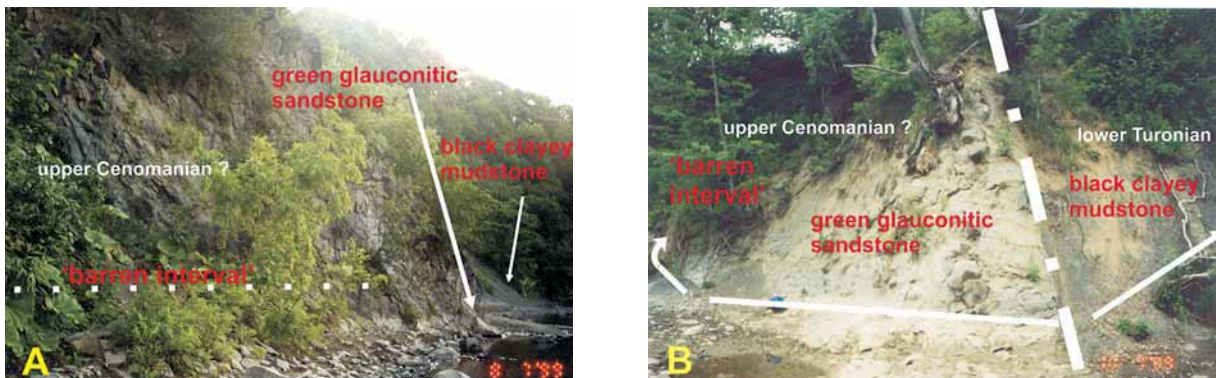 green glauconitic
sandstone
black clayey
mudstone
upper Cenomanian ?
'barren interval'
A
8 7'99
upper Cenomanian ?
lower Turonian
'barren
interval'
black clayey
mudstone
green glauconitic
sandstone
B